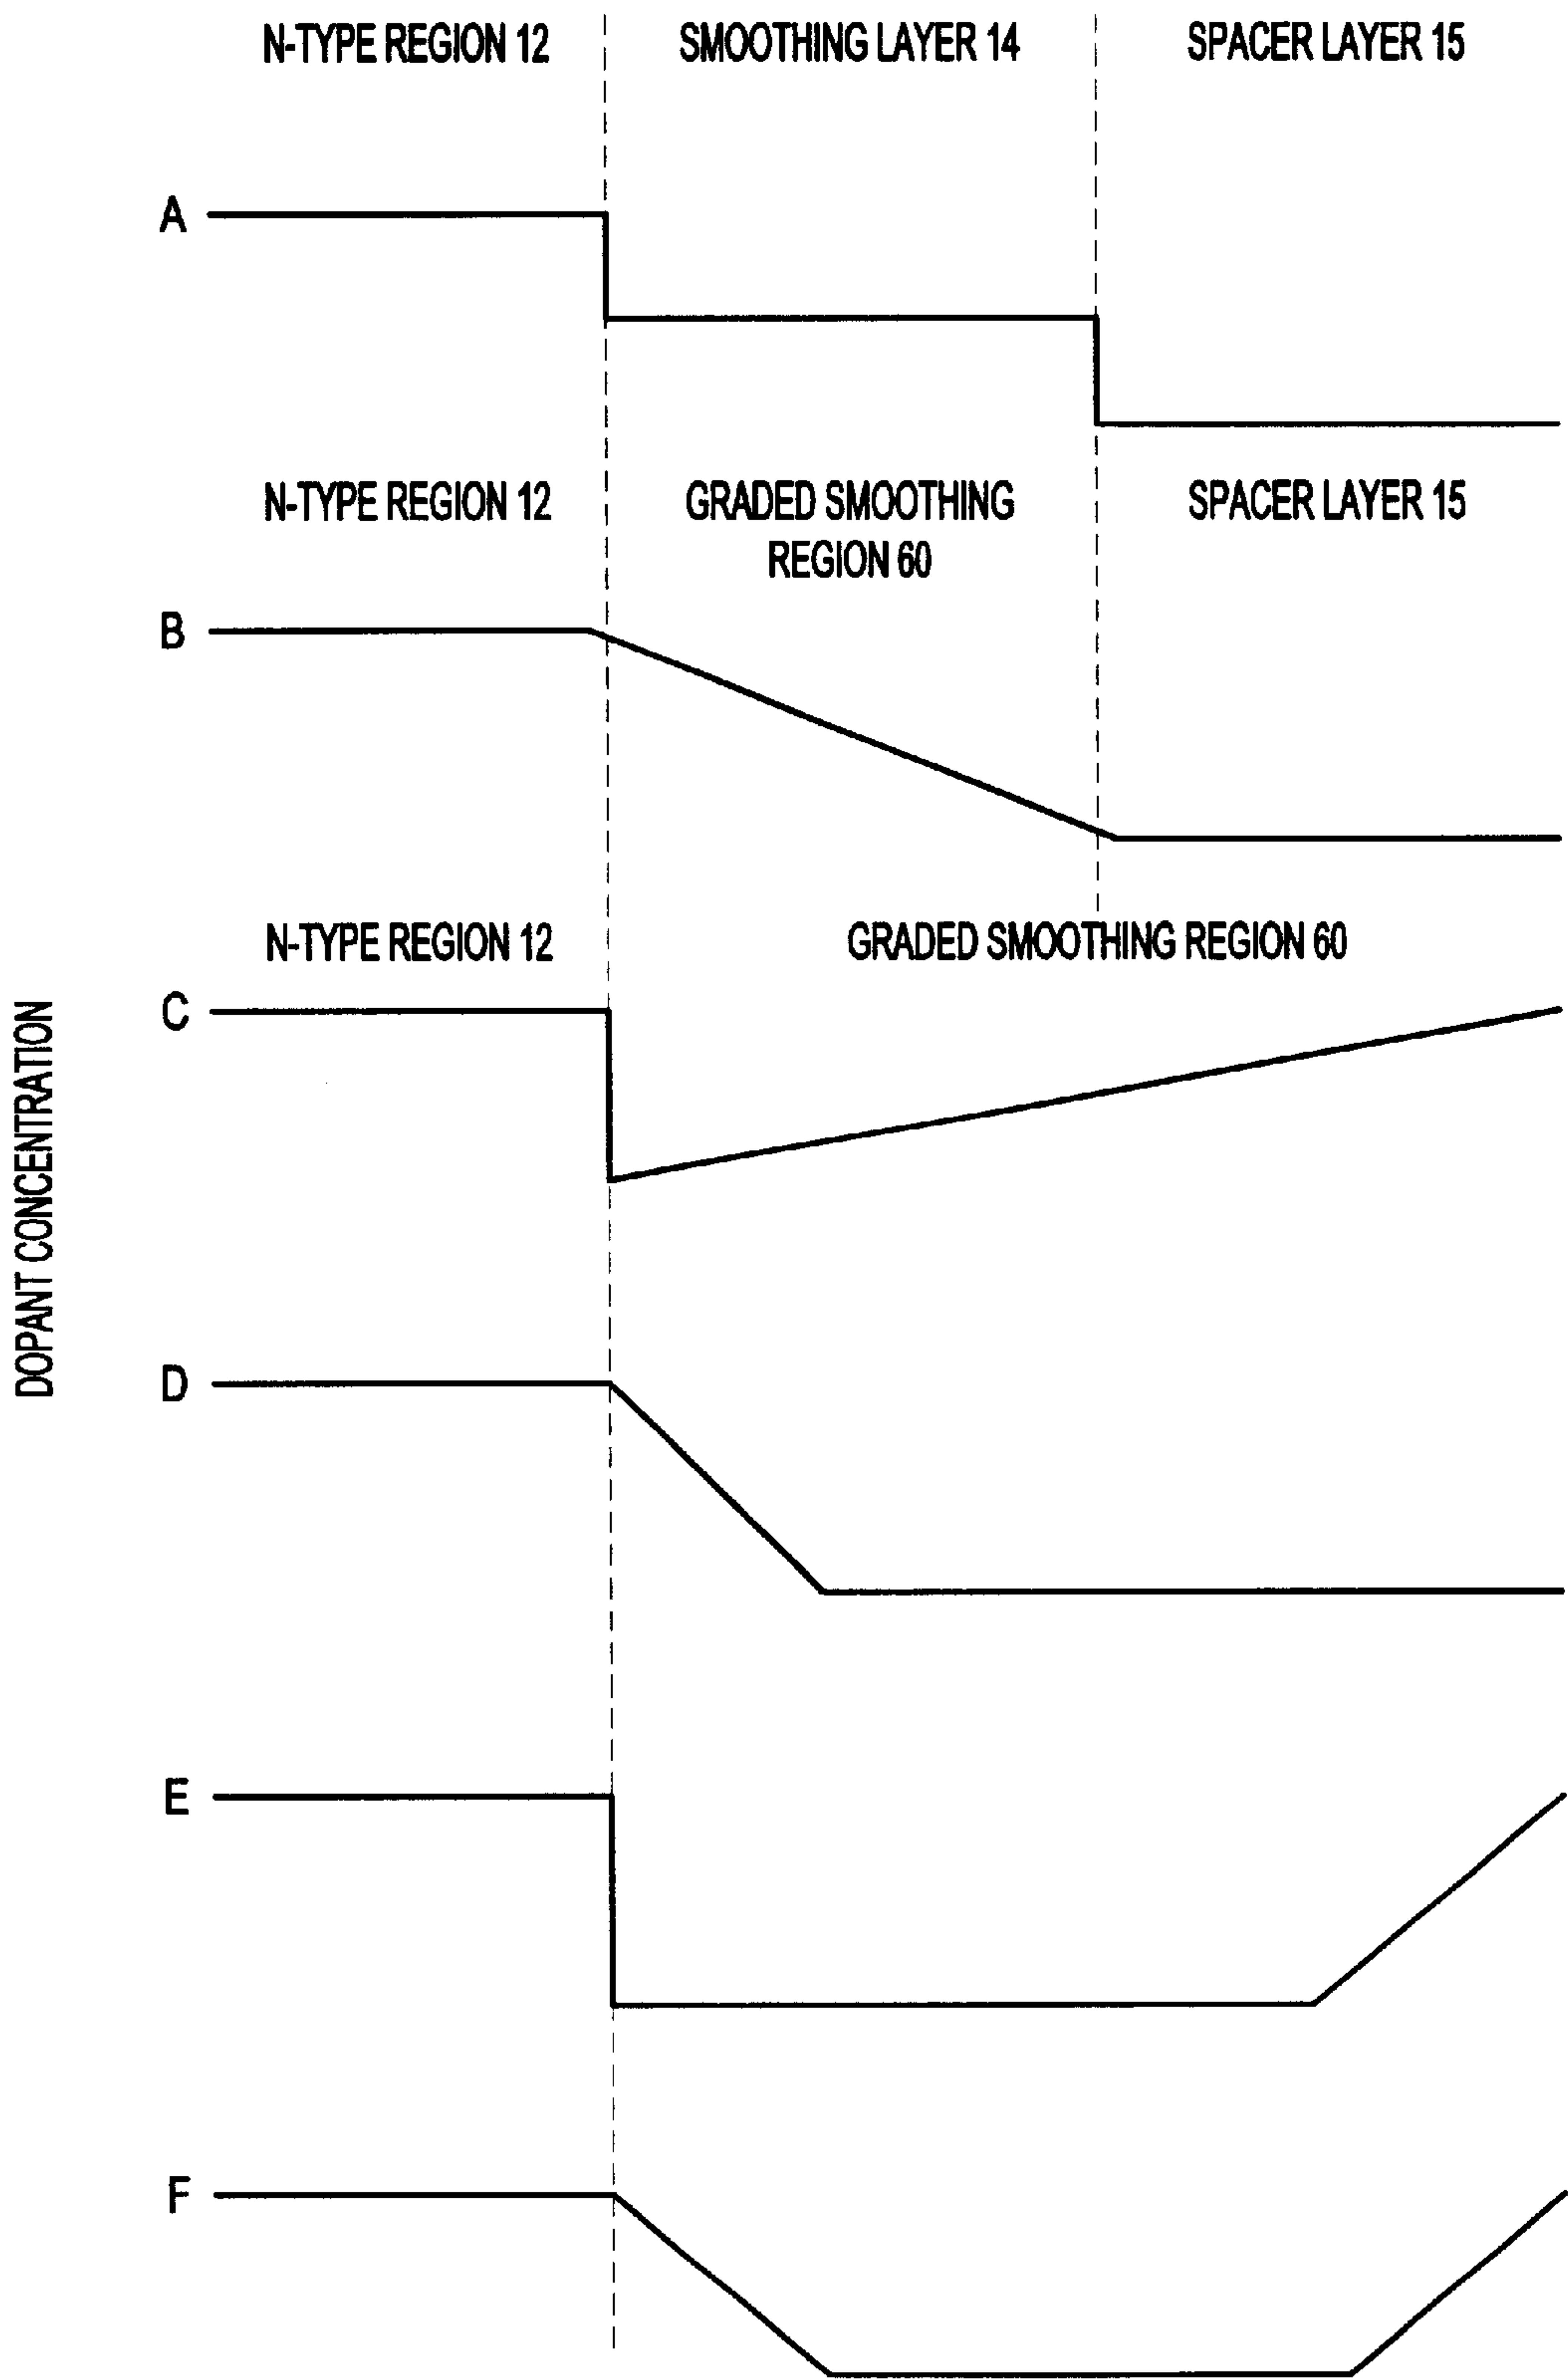 N-TYPE REGION 12
SMOOTHING LAYER 14
SPACER LAYER 15
A
N-TYPE REGION 12
GRADED SMOOTHING
REGION 60
SPACER LAYER 15
B
N-TYPE REGION 12
GRADED SMOOTHING REGION 60
C
DOPANT CONCENTRATION
D
E
F